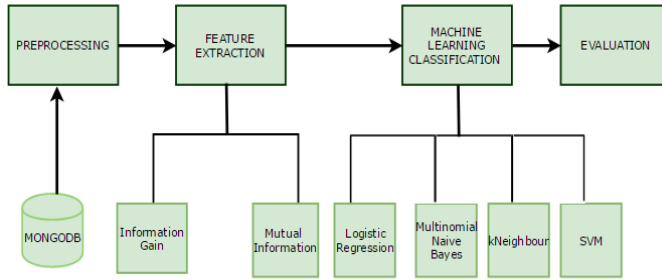 PREPROCESSING
FEATURE
EXTRACTION
MACHINE
LEARNING
CLASSIFICATION
EVALUATION
MONGODB
Information
Gain
Mutual
Information
Logistic
Regression
Multinomial
Naive
Bayes
kNeighbour
SVM